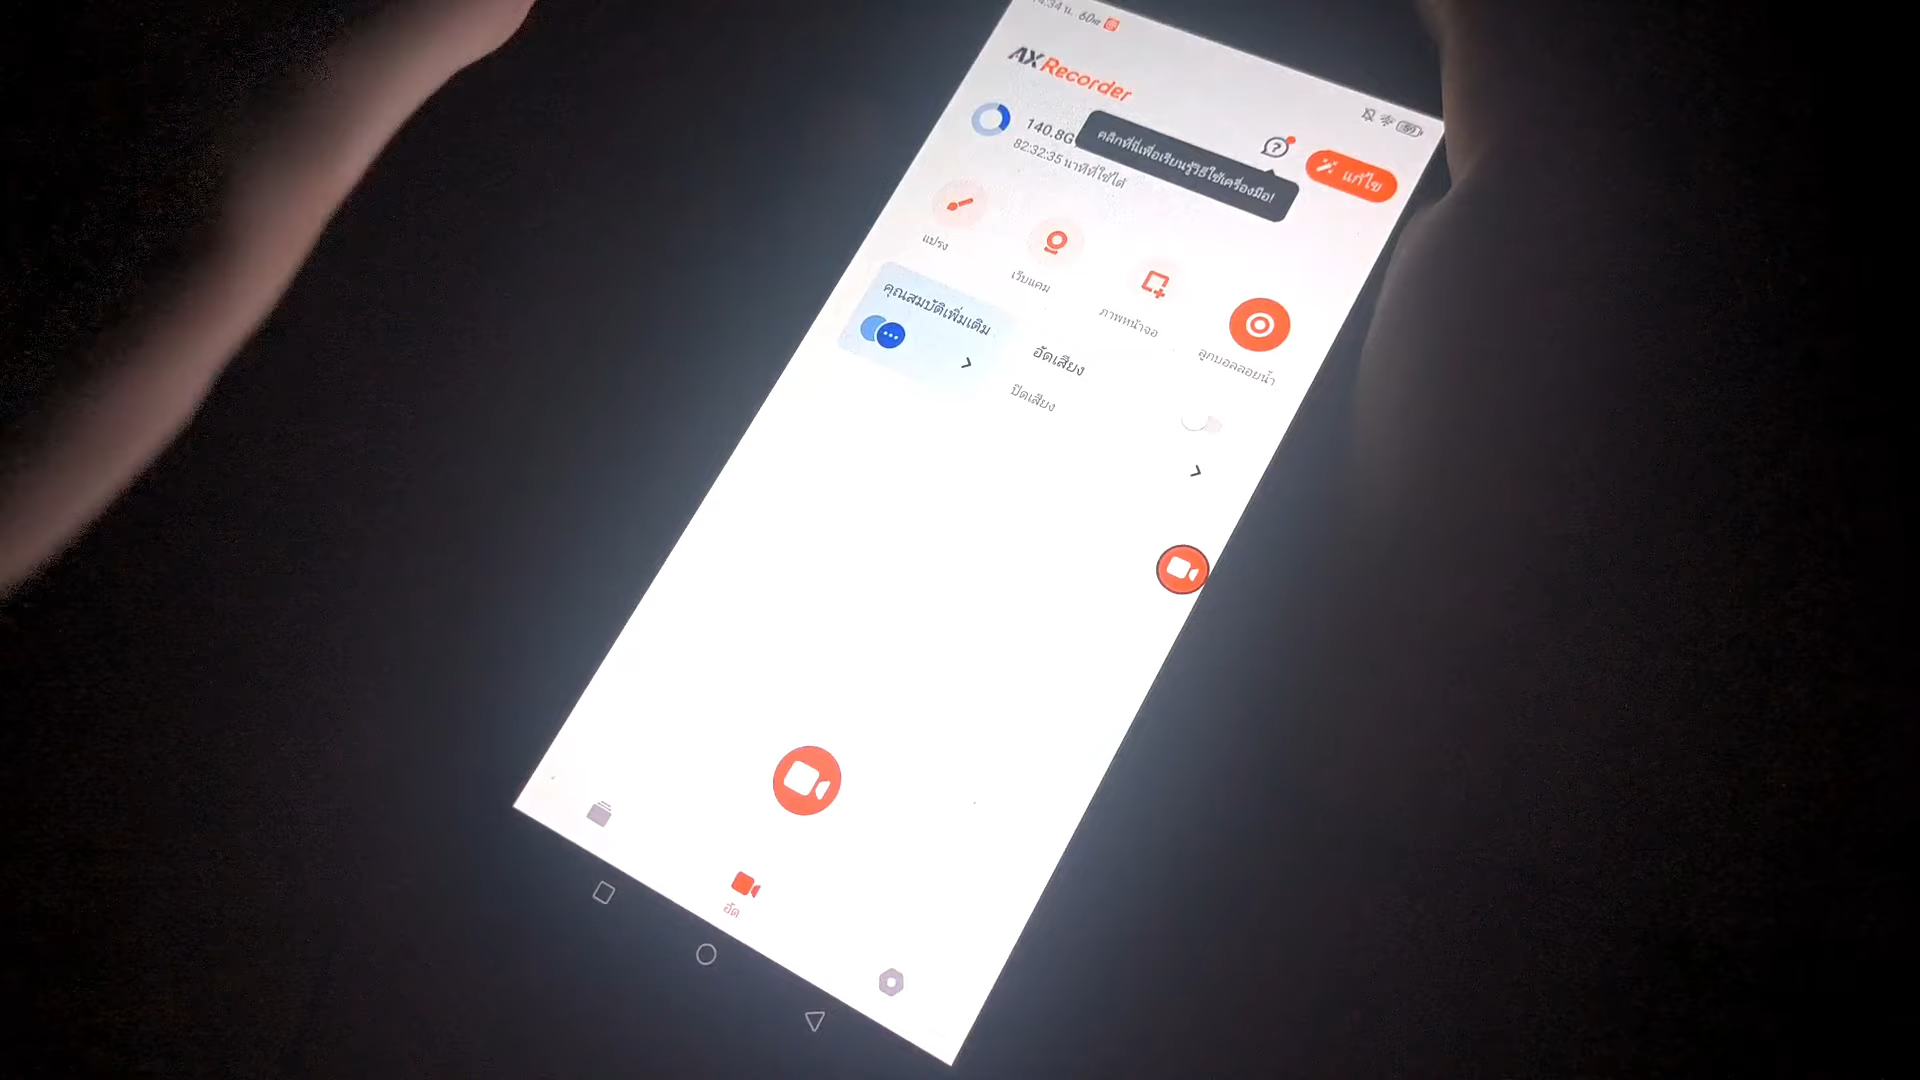 AX Recorder
แก้ไข
140.8G
คลิกที่นี่เพื่อเรียนรู้วิธีใช้เครื่องมือ!
82:32:35 นาทีที่ใช้ได้
แปรง
เว็บแคม
ภาพหน้าจอ
ลูกบอลลอยน้ำ
คุณสมบัติเพิ่มเติม
อัดเสียง
ปิดเสียง
อัด